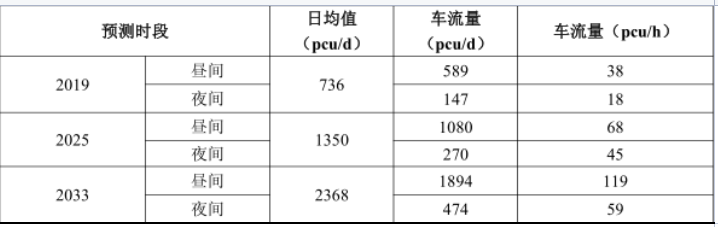 预测时段 日均值（pcu/d） 车流量（pcu/d） 车流量（pcu/h）
2019 昼间 736 589 38
夜间 147 18
2025 昼间 1350 1080 68
夜间 270 45
2033 昼间 2368 1894 119
夜间 474 59